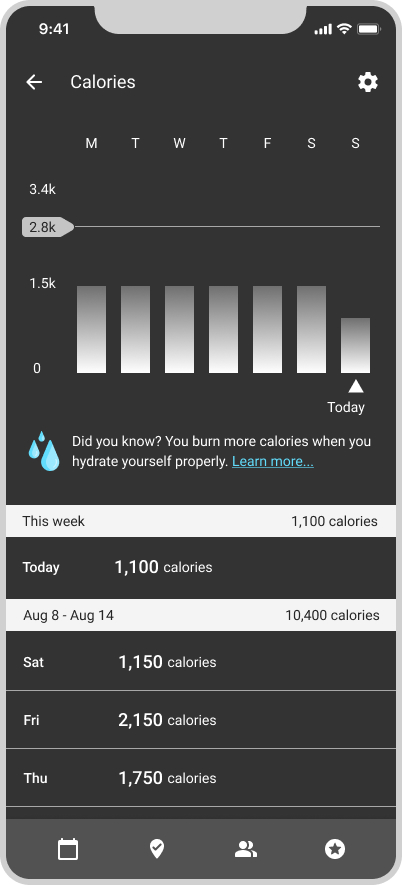 9:41
Calories
M T W T F S S
3.4k
2.8k
1.5k
0
Today
Did you know? You burn more calories when you
hydrate yourself properly. Learn more...
This week 1,100 calories
Today 1,100 calories
Aug 8 - Aug 14 10,400 calories
Sat 1,150 calories
Fri 2,150 calories
Thu 1,750 calories